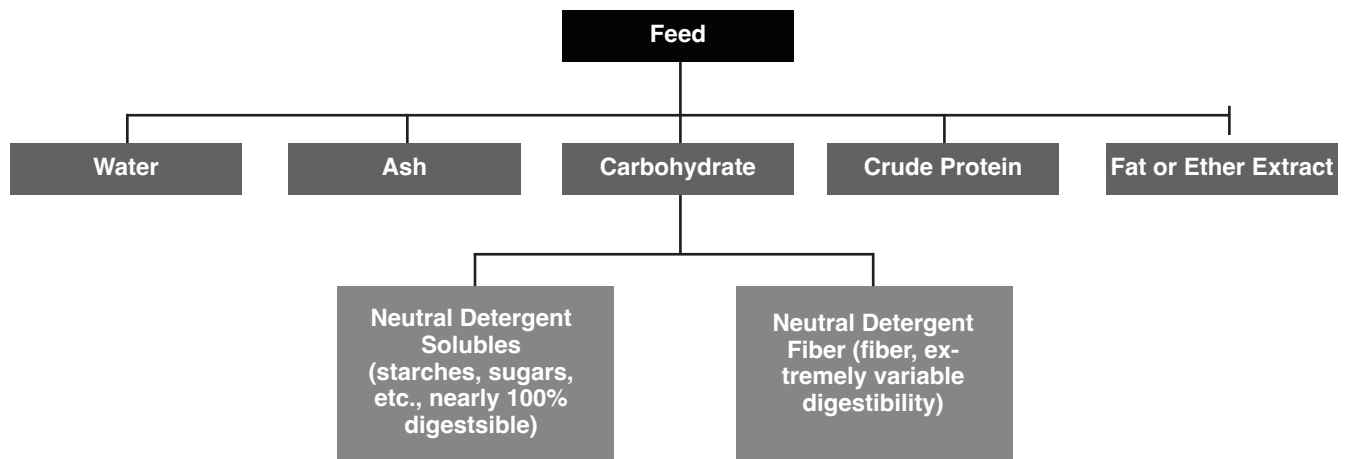 Feed
Water
Ash
Carbohydrate
Crude Protein
Fat or Ether Extract
Neutral Detergent
Solubles
(starches, sugars,
etc., nearly 100%
digestsible)
Neutral Detergent
Fiber (fiber, ex-
tremely variable
digestibility)